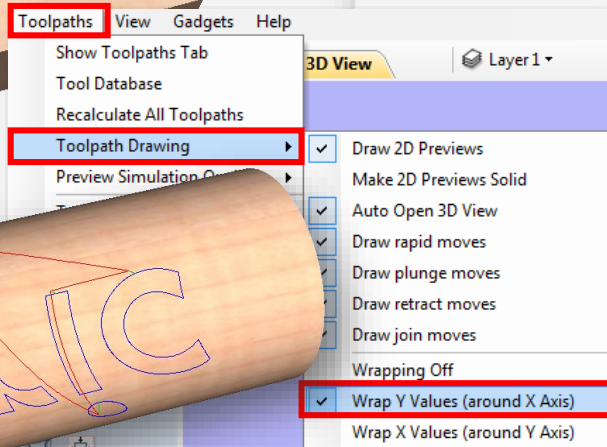 Toolpaths View Gadgets Help
Show Toolpaths Tab
Tool Database
Recalculate All Toolpaths
Toolpath Drawing
Preview Simulation
3D View
Layer 1
Draw 2D Previews
Make 2D Previews Solid
Auto Open 3D View
Draw rapid moves
Draw plunge moves
Draw retract moves
Draw join moves
Wrapping Off
Wrap Y Values (around X Axis)
Wrap X Values (around Y Axis)
IC